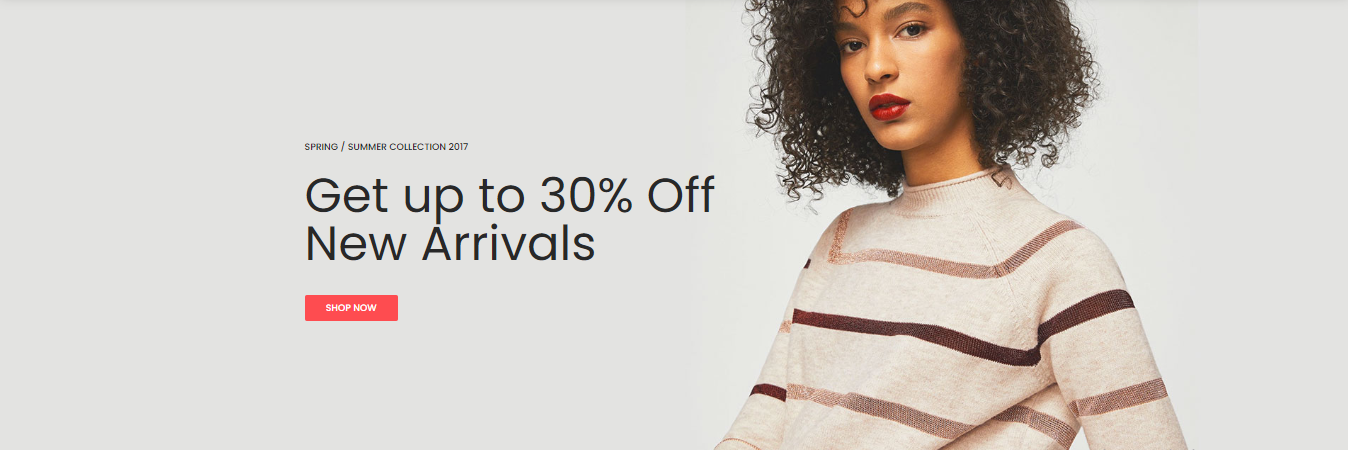 SPRING / SUMMER COLLECTION 2017
Get up to 30% Off
New Arrivals
SHOP NOW